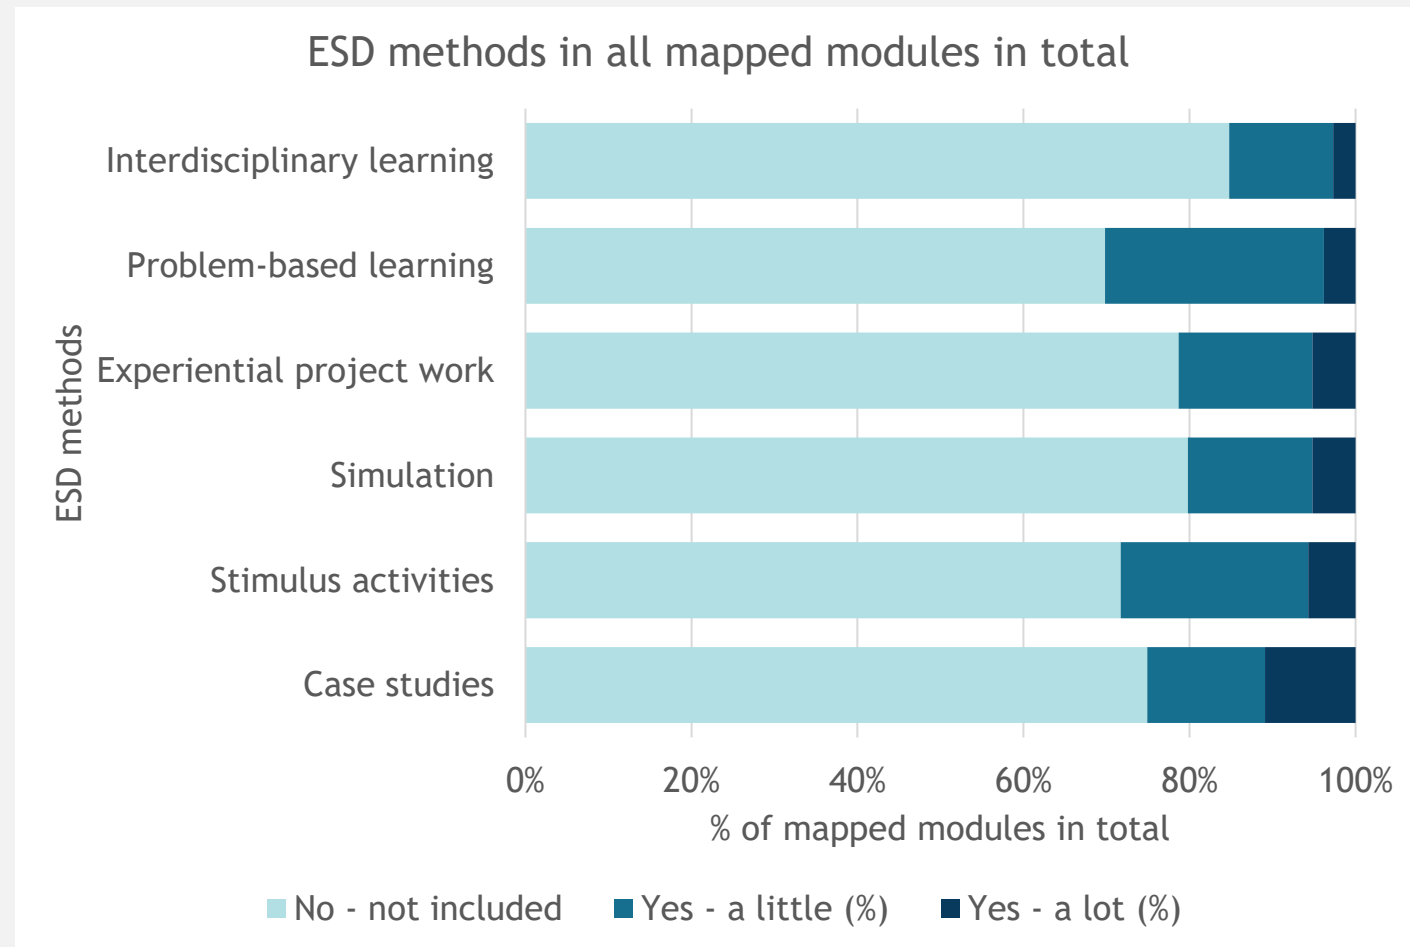 ESD methods in all mapped modules in total
ESD methods
Interdisciplinary learning
Problem-based learning
Experiential project work
Simulation
Stimulus activities
Case studies
0% 20% 40% 60% 80% 100%
% of mapped modules in total
No - not included Yes - a little (%) Yes - a lot (%)